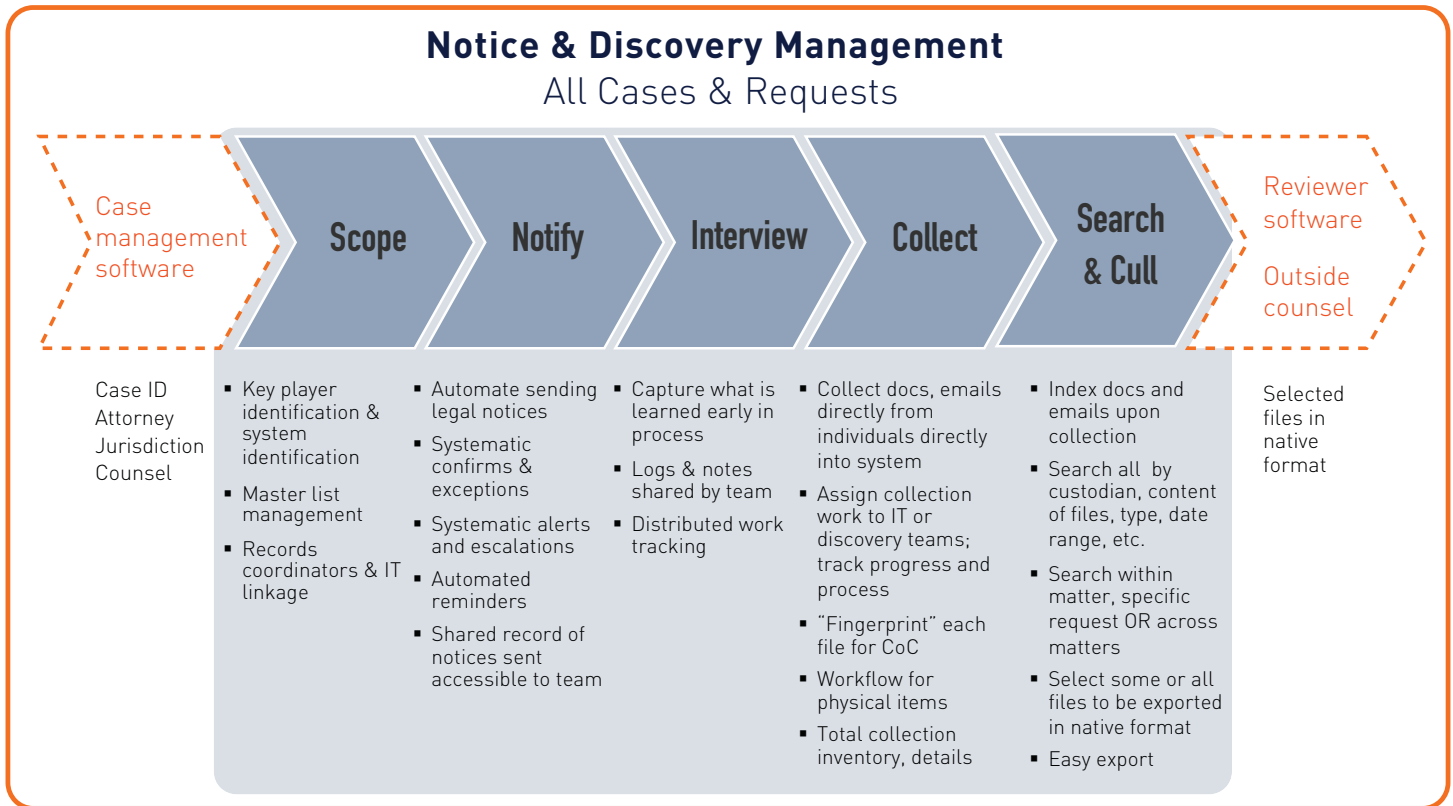 Notice & Discovery Management
All Cases & Requests
Case
management
software
Scope
Notify
Interview
Collect
Search
& Cull
Reviewer
software
Outside
counsel
Case ID
Attorney
Jurisdiction
Counsel
▪ Key player
identification &
system
identification
▪ Master list
management
▪ Records
coordinators & IT
linkage
▪ Automate sending
legal notices
▪ Systematic
confirms &
exceptions
▪ Systematic alerts
and escalations
▪ Automated
reminders
▪ Shared record of
notices sent
accessible to team
▪ Capture what is
learned early in
process
▪ Logs & notes
shared by team
▪ Distributed work
tracking
▪ Collect docs, emails
directly from
individuals directly
into system
▪ Assign collection
work to IT or
discovery teams;
track progress and
process
▪ “Fingerprint” each
file for CoC
▪ Workflow for
physical items
▪ Total collection
inventory, details
▪ Index docs and
emails upon
collection
▪ Search all by
custodian, content
of files, type, date
range, etc.
▪ Search within
matter, specific
request OR across
matters
▪ Select some or all
files to be exported
in native format
▪ Easy export
Selected
files in
native
format